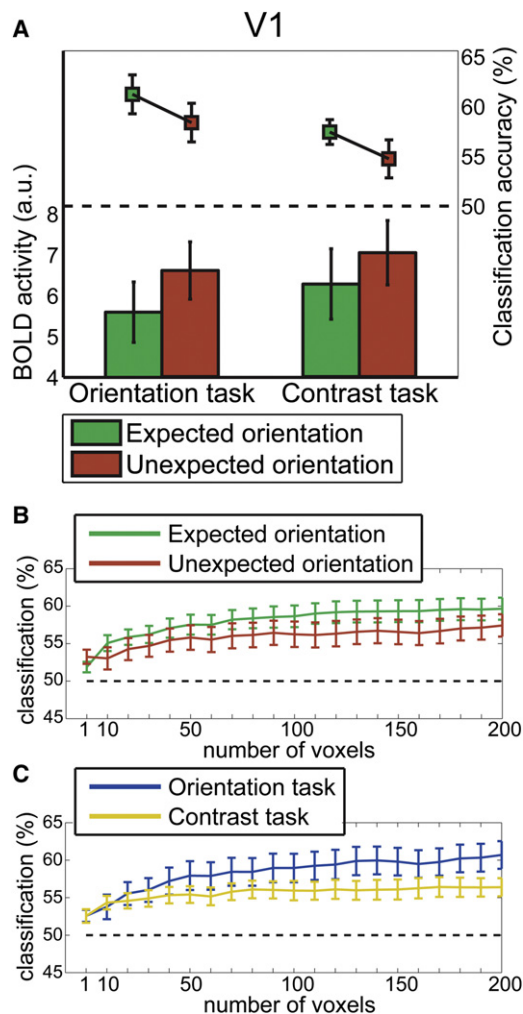 A
V1
BOLD activity (a.u.)
8
7
6
5
4
Classification accuracy (%)
65
60
55
50
Orientation task
Contrast task
Expected orientation
Unexpected orientation
B
Expected orientation
Unexpected orientation
classification (%)
65
60
55
50
45
1 10 50 100 150 200
number of voxels
C
Orientation task
Contrast task
classification (%)
65
60
55
50
45
1 10 50 100 150 200
number of voxels